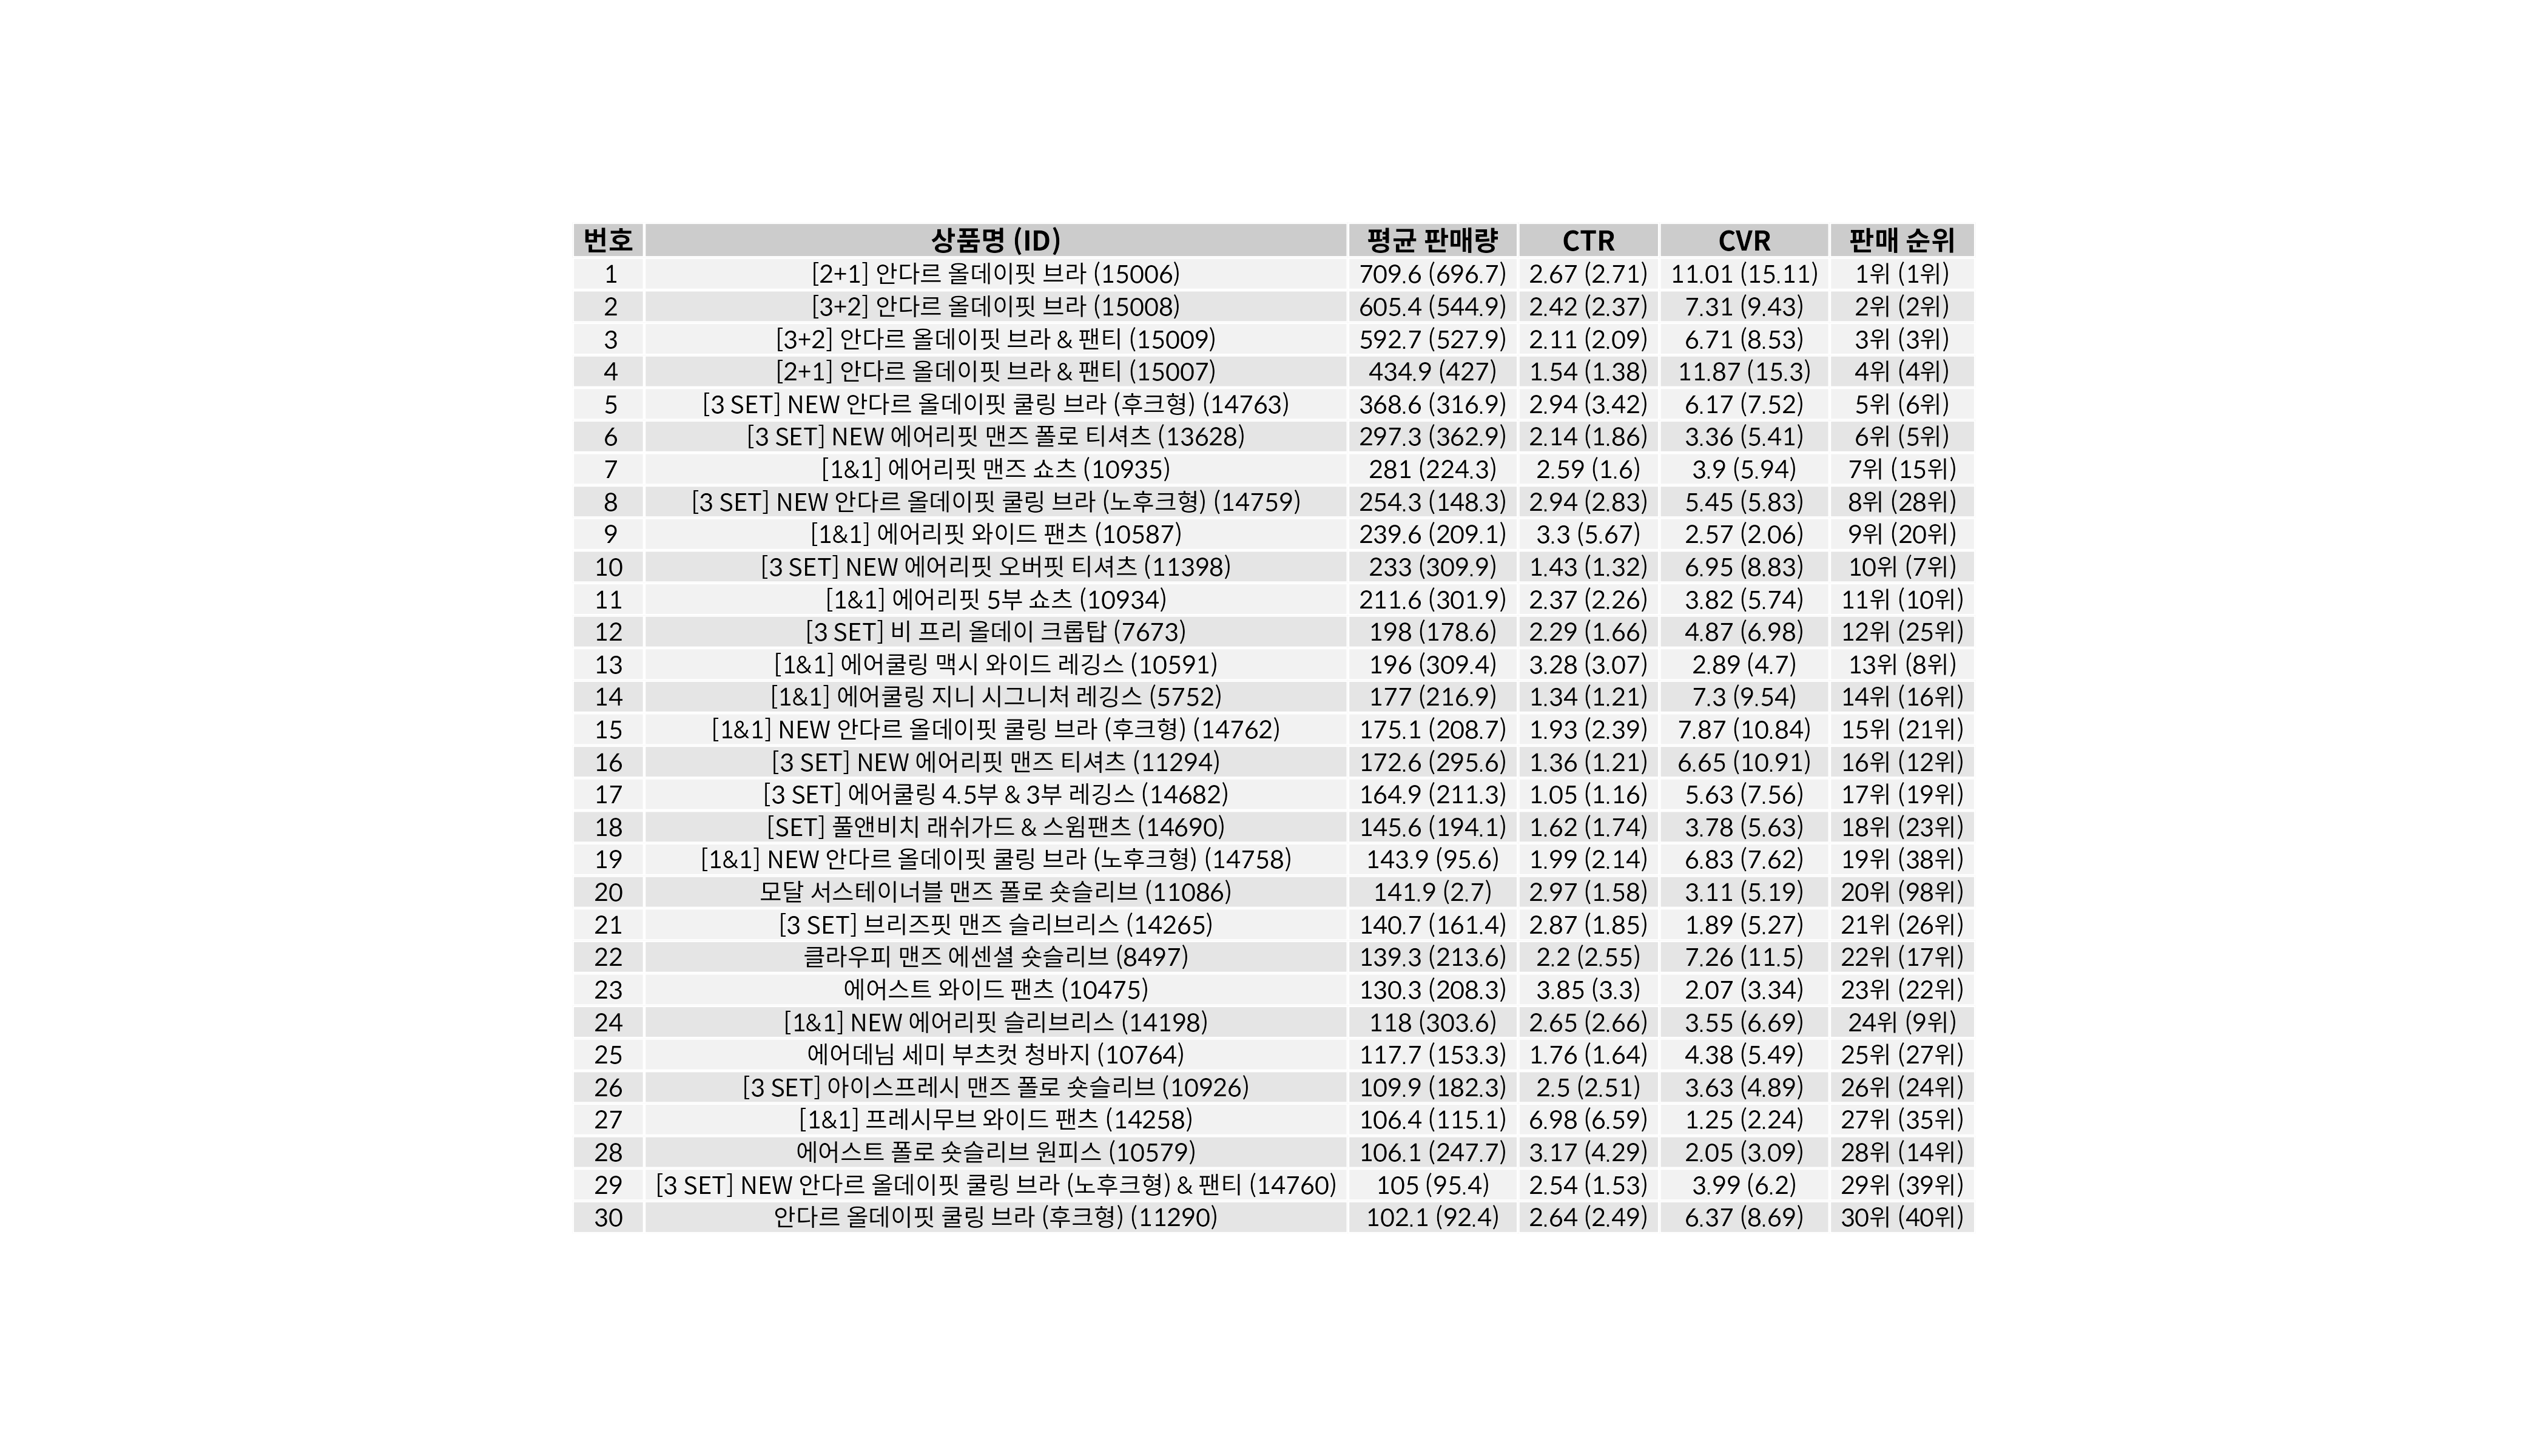 번호 상품명 (ID) 평균 판매량 CTR CVR 판매 순위
1 [2+1] 안다르 올데이핏 브라 (15006) 709.6 (696.7) 2.67 (2.71) 11.01 (15.11) 1위 (1위)
2 [3+2] 안다르 올데이핏 브라 (15008) 605.4 (544.9) 2.42 (2.37) 7.31 (9.43) 2위 (2위)
3 [3+2] 안다르 올데이핏 브라 & 팬티 (15009) 592.7 (527.9) 2.11 (2.09) 6.71 (8.53) 3위 (3위)
4 [2+1] 안다르 올데이핏 브라 & 팬티 (15007) 434.9 (427) 1.54 (1.38) 11.87 (15.3) 4위 (4위)
5 [3 SET] NEW 안다르 올데이핏 쿨링 브라 (후크형) (14763) 368.6 (316.9) 2.94 (3.42) 6.17 (7.52) 5위 (6위)
6 [3 SET] NEW 에어리핏 맨즈 폴로 티셔츠 (13628) 297.3 (362.9) 2.14 (1.86) 3.36 (5.41) 6위 (5위)
7 [1&1] 에어리핏 맨즈 쇼츠 (10935) 281 (224.3) 2.59 (1.6) 3.9 (5.94) 7위 (15위)
8 [3 SET] NEW 안다르 올데이핏 쿨링 브라 (노후크형) (14759) 254.3 (148.3) 2.94 (2.83) 5.45 (5.83) 8위 (28위)
9 [1&1] 에어리핏 와이드 팬츠 (10587) 239.6 (209.1) 3.3 (5.67) 2.57 (2.06) 9위 (20위)
10 [3 SET] NEW 에어리핏 오버핏 티셔츠 (11398) 233 (309.9) 1.43 (1.32) 6.95 (8.83) 10위 (7위)
11 [1&1] 에어리핏 5부 쇼츠 (10934) 211.6 (301.9) 2.37 (2.26) 3.82 (5.74) 11위 (10위)
12 [3 SET] 비 프리 올데이 크롭탑 (7673) 198 (178.6) 2.29 (1.66) 4.87 (6.98) 12위 (25위)
13 [1&1] 에어쿨링 맥시 와이드 레깅스 (10591) 196 (309.4) 3.28 (3.07) 2.89 (4.7) 13위 (8위)
14 [1&1] 에어쿨링 지니 시그니처 레깅스 (5752) 177 (216.9) 1.34 (1.21) 7.3 (9.54) 14위 (16위)
15 [1&1] NEW 안다르 올데이핏 쿨링 브라 (후크형) (14762) 175.1 (208.7) 1.93 (2.39) 7.87 (10.84) 15위 (21위)
16 [3 SET] NEW 에어리핏 맨즈 티셔츠 (11294) 172.6 (295.6) 1.36 (1.21) 6.65 (10.91) 16위 (12위)
17 [3 SET] 에어쿨링 4.5부 & 3부 레깅스 (14682) 164.9 (211.3) 1.05 (1.16) 5.63 (7.56) 17위 (19위)
18 [SET] 풀앤비치 래쉬가드 & 스윔팬츠 (14690) 145.6 (194.1) 1.62 (1.74) 3.78 (5.63) 18위 (23위)
19 [1&1] NEW 안다르 올데이핏 쿨링 브라 (노후크형) (14758) 143.9 (95.6) 1.99 (2.14) 6.83 (7.62) 19위 (38위)
20 모달 서스테이너블 맨즈 폴로 숏슬리브 (11086) 141.9 (2.7) 2.97 (1.58) 3.11 (5.19) 20위 (98위)
21 [3 SET] 브리즈핏 맨즈 슬리브리스 (14265) 140.7 (161.4) 2.87 (1.85) 1.89 (5.27) 21위 (26위)
22 클라우피 맨즈 에센셜 숏슬리브 (8497) 139.3 (213.6) 2.2 (2.55) 7.26 (11.5) 22위 (17위)
23 에어스트 와이드 팬츠 (10475) 130.3 (208.3) 3.85 (3.3) 2.07 (3.34) 23위 (22위)
24 [1&1] NEW 에어리핏 슬리브리스 (14198) 118 (303.6) 2.65 (2.66) 3.55 (6.69) 24위 (9위)
25 에어데님 세미 부츠컷 청바지 (10764) 117.7 (153.3) 1.76 (1.64) 4.38 (5.49) 25위 (27위)
26 [3 SET] 아이스프레시 맨즈 폴로 숏슬리브 (10926) 109.9 (182.3) 2.5 (2.51) 3.63 (4.89) 26위 (24위)
27 [1&1] 프레시무브 와이드 팬츠 (14258) 106.4 (115.1) 6.98 (6.59) 1.25 (2.24) 27위 (35위)
28 에어스트 폴로 숏슬리브 원피스 (10579) 106.1 (247.7) 3.17 (4.29) 2.05 (3.09) 28위 (14위)
29 [3 SET] NEW 안다르 올데이핏 쿨링 브라 (노후크형) & 팬티 (14760) 105 (95.4) 2.54 (1.53) 3.99 (6.2) 29위 (39위)
30 안다르 올데이핏 쿨링 브라 (후크형) (11290) 102.1 (92.4) 2.64 (2.49) 6.37 (8.69) 30위 (40위)